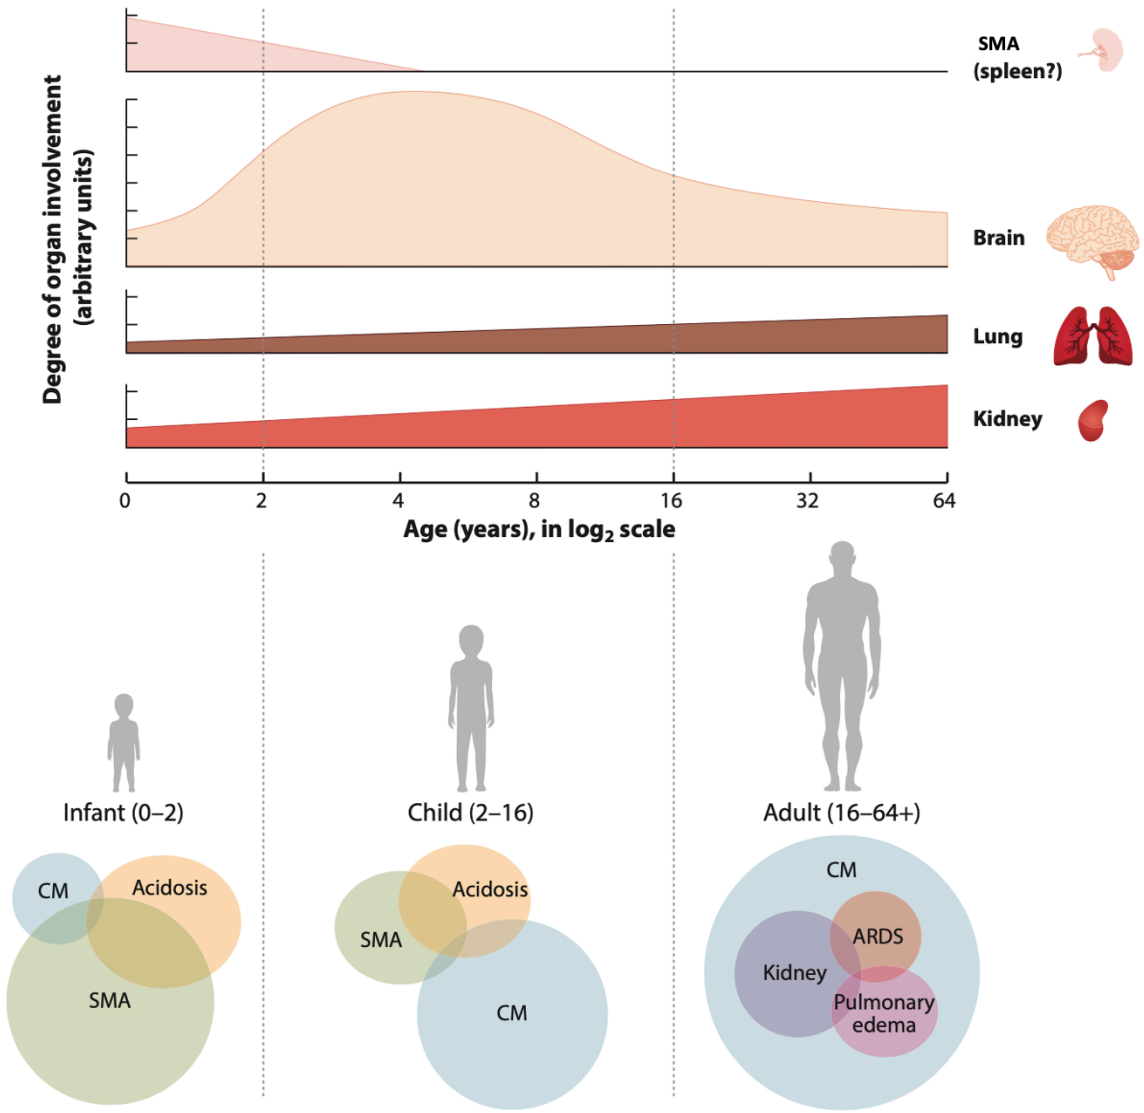 SMA
(spleen?)
Degree of organ involvement
(arbitrary units)
Brain
Lung
Kidney
0 2 4 8 16 32 64
Age (years), in log₂ scale
Infant (0–2)
Child (2–16)
Adult (16–64+)
CM
Acidosis
SMA
Acidosis
SMA
CM
CM
ARDS
Kidney
Pulmonary
edema